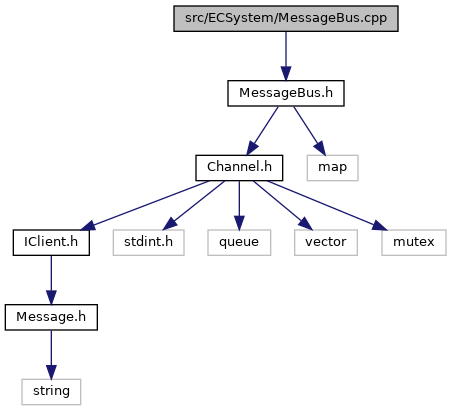 src/ECSystem/MessageBus.cpp
MessageBus.h
Channel.h
map
IClient.h
stdint.h
queue
vector
mutex
Message.h
string